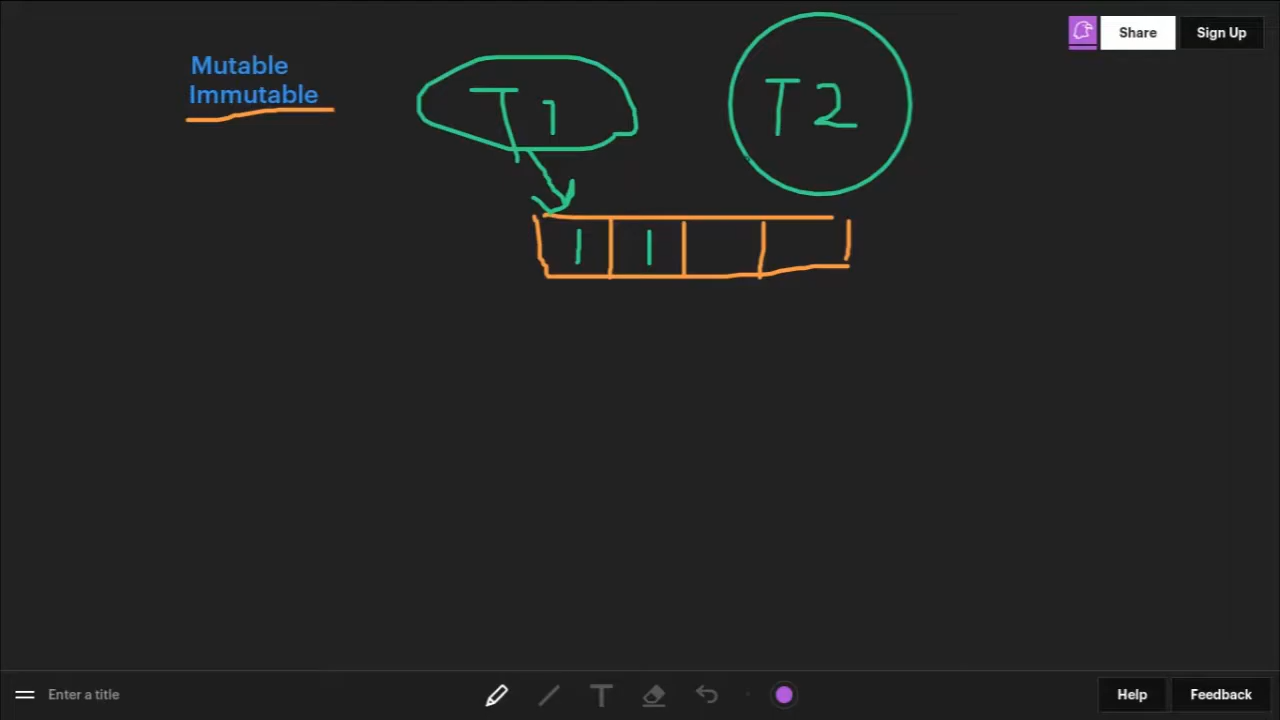 Mutable
Immutable
T1
T2
1 1
Share
Sign Up
Enter a title
T
Help
Feedback